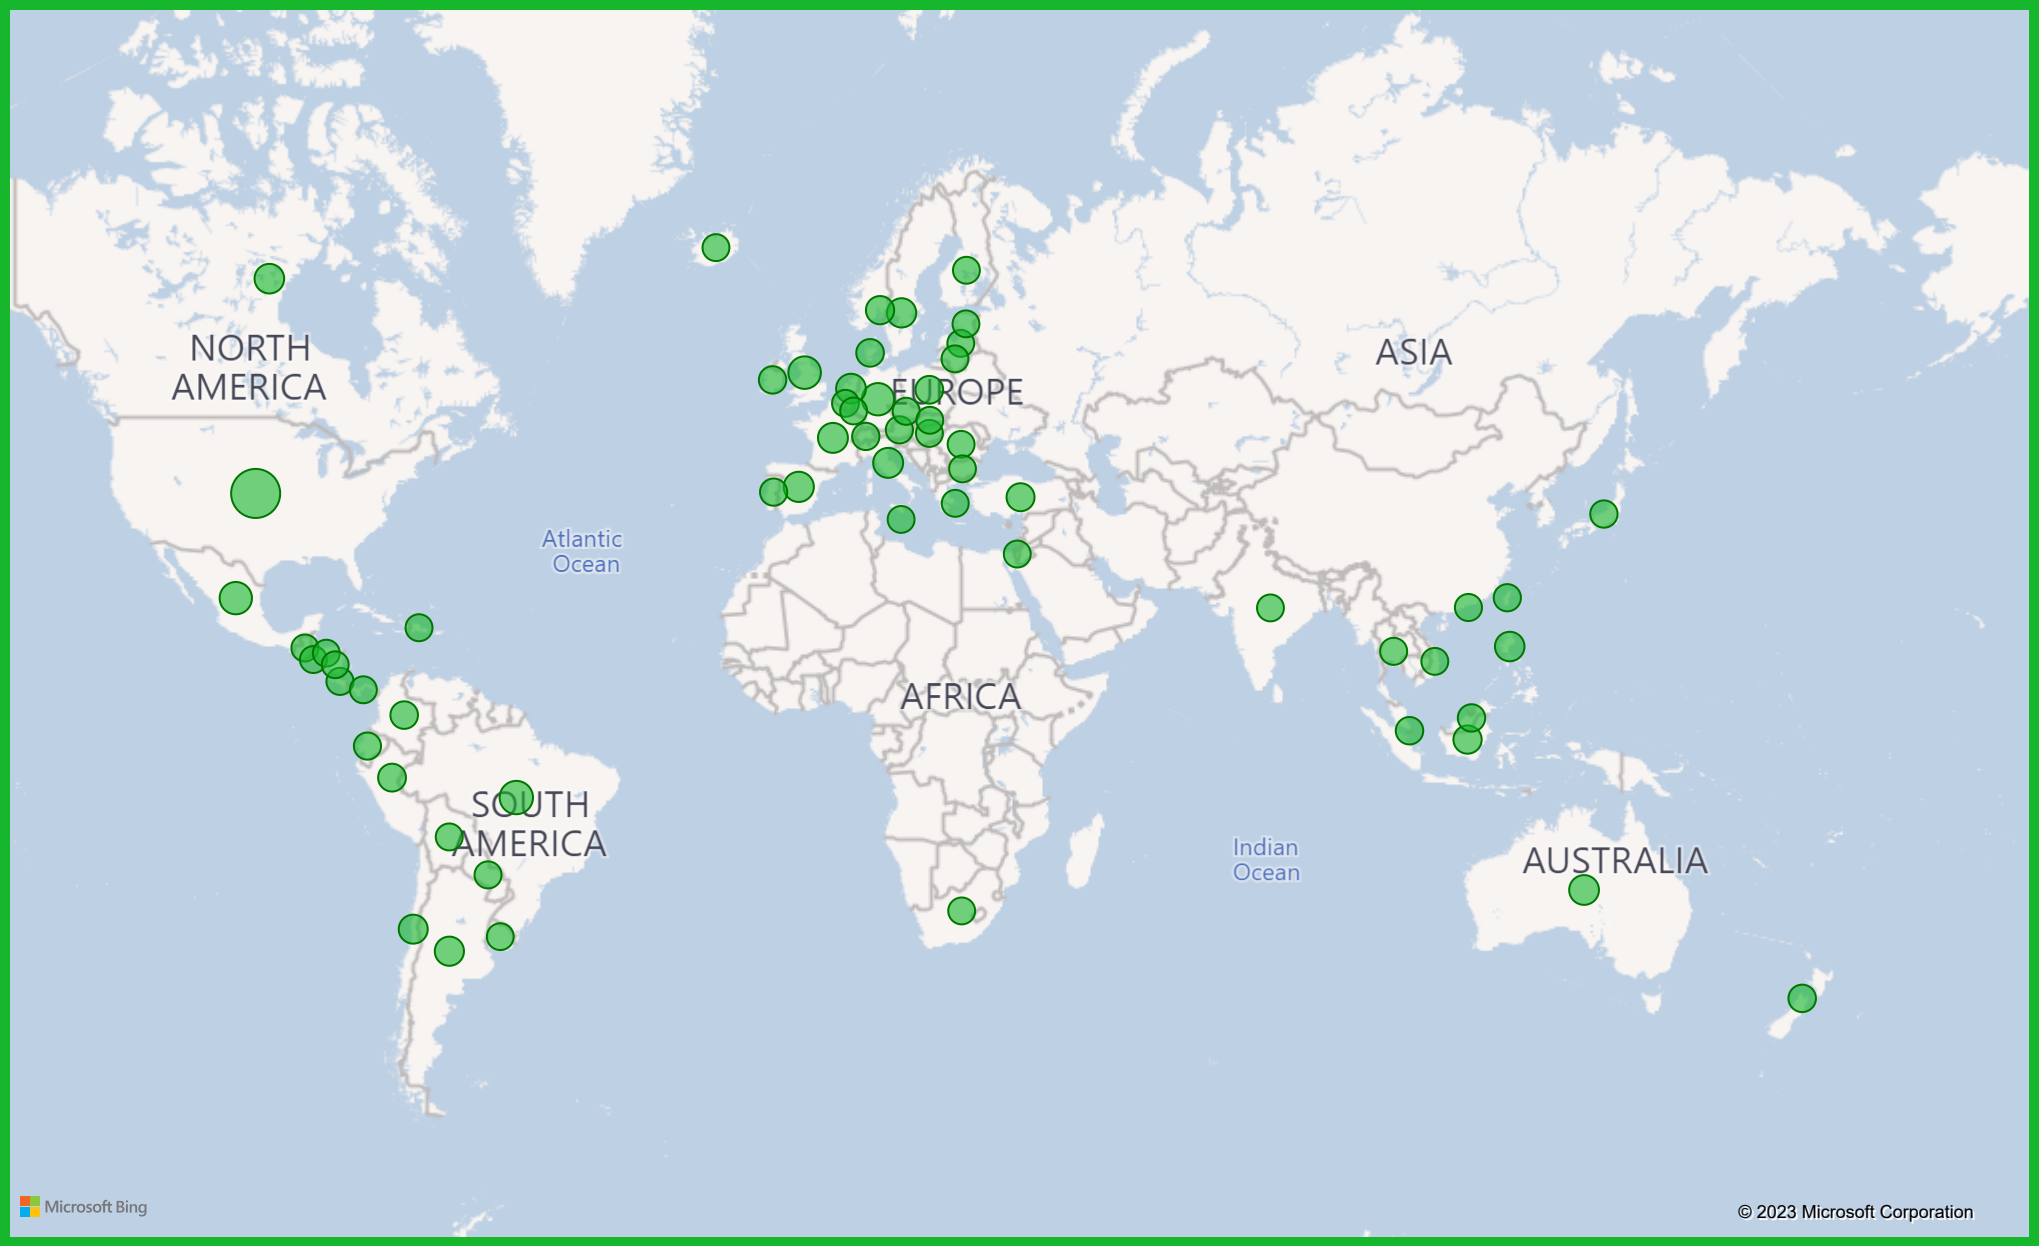 NORTH
AMERICA
EUROPE
ASIA
Atlantic
Ocean
AFRICA
SOUTH
AMERICA
Indian
Ocean
AUSTRALIA
Microsoft Bing
© 2023 Microsoft Corporation